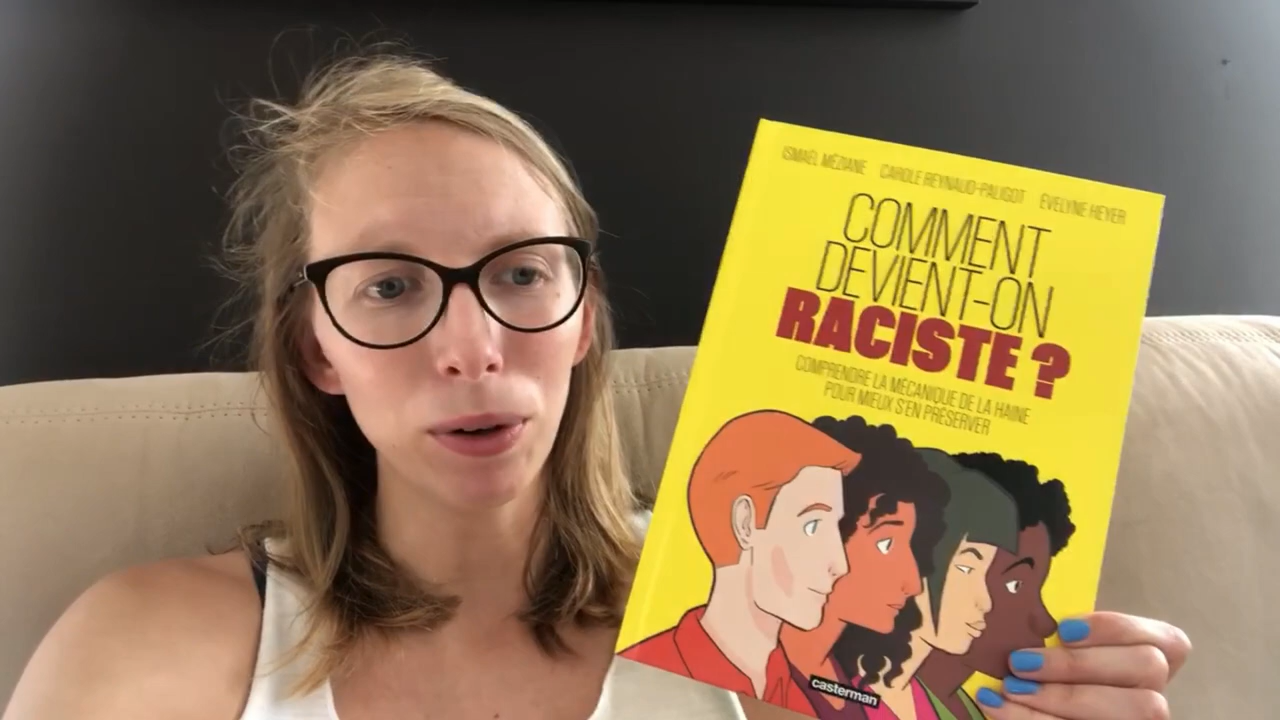 ISMAËL MÉZIANE CAROLE REYNAUD-PALIGOT EVELYNE HEYER
COMMENT
DEVIENT-ON
RACISTE ?
COMPRENDRE LA MÉCANIQUE DE LA HAINE
POUR MIEUX S'EN PRÉSERVER
casterman